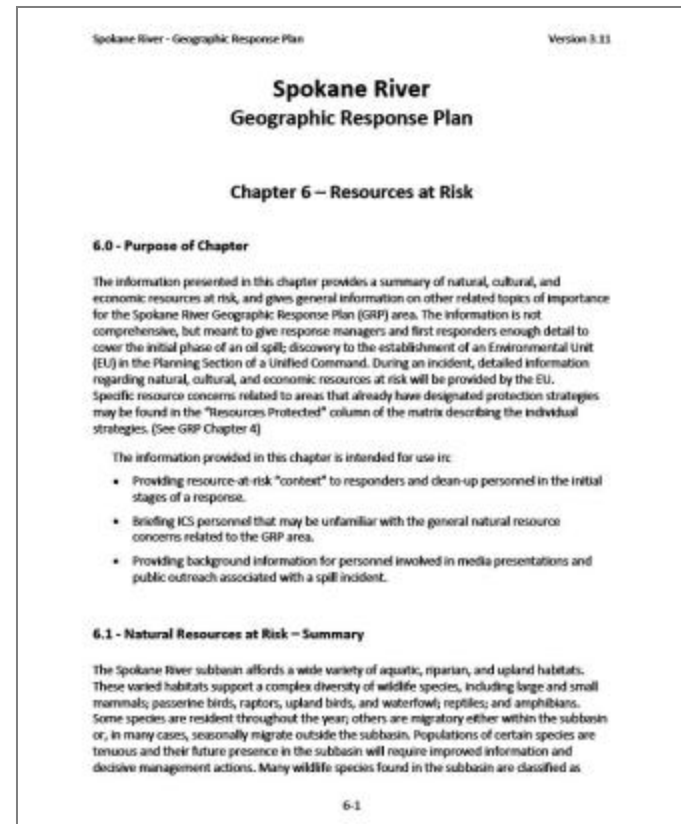 Spokane River - Geographic Response Plan Version 3.11
Spokane River
Geographic Response Plan
Chapter 6 – Resources at Risk
6.0 - Purpose of Chapter
The information presented in this chapter provides a summary of natural, cultural, and
economic resources at risk, and gives general information on other related topics of importance
for the Spokane River Geographic Response Plan (GRP) area. The information is not
comprehensive, but meant to give response managers and first responders enough detail to
cover the initial phase of an oil spill; discovery to the establishment of an Environmental Unit
(EU) in the Planning Section of a Unified Command. During an incident, detailed information
regarding natural, cultural, and economic resources at risk will be provided by the EU.
Specific resource concerns related to areas that already have designated protection strategies
may be found in the "Resources Protected" column of the matrix describing the individual
strategies. (See GRP Chapter 4)
The information provided in this chapter is intended for use in:
• Providing resource-at-risk "context" to responders and clean-up personnel in the initial
stages of a response.
• Briefing ICS personnel that may be unfamiliar with the general natural resource
concerns related to the GRP area.
• Providing background information for personnel involved in media presentations and
public outreach associated with a spill incident.
6.1 - Natural Resources at Risk – Summary
The Spokane River subbasin affords a wide variety of aquatic, riparian, and upland habitats.
These varied habitats support a complex diversity of wildlife species, including large and small
mammals; passerine birds, raptors, upland birds, and waterfowl; reptiles; and amphibians.
Some species are resident throughout the year; others are migratory either within the subbasin
or, in many cases, seasonally migrate outside the subbasin. Populations of certain species are
tenuous and their future presence in the subbasin will require improved information and
decisive management actions. Many wildlife species found in the subbasin are classified as
6-1